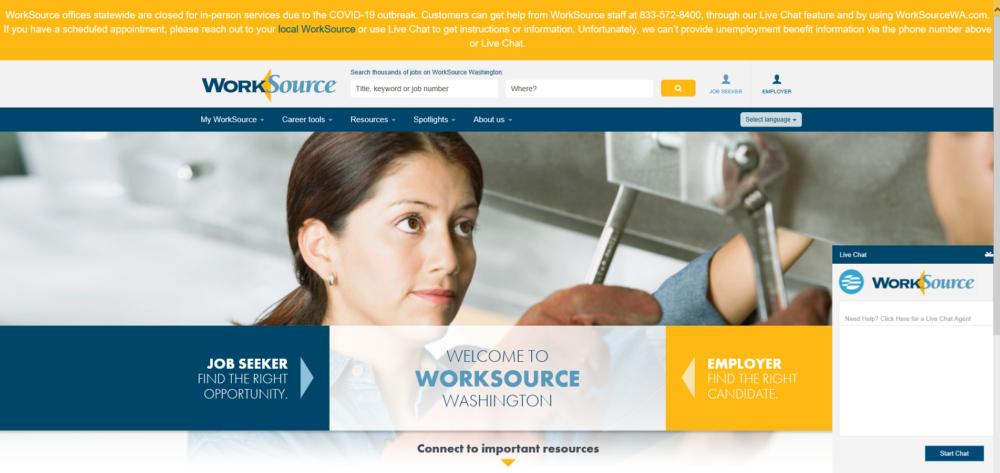 WorkSource offices statewide are closed for in-person services due to the COVID-19 outbreak. Customers can get help from WorkSource staff at 833-572-8400, through our Live Chat feature and by using WorkSourceWA.com.
If you have a scheduled appointment, please reach out to your local WorkSource or use Live Chat to get instructions or information. Unfortunately, we can’t provide unemployment benefit information via the phone number above
or Live Chat.
Search thousands of jobs on WorkSource Washington:
WORKSource
Title, keyword or job number
Where?
JOB SEEKER
EMPLOYER
My WorkSource
Career tools
Resources
Spotlights
About us
Select language
Live Chat
WORKSource
Need Help? Click Here for a Live Chat Agent
JOB SEEKER
FIND THE RIGHT
OPPORTUNITY.
WELCOME TO
WORKSOURCE
WASHINGTON
EMPLOYER
FIND THE RIGHT
CANDIDATE.
Connect to important resources
Start Chat